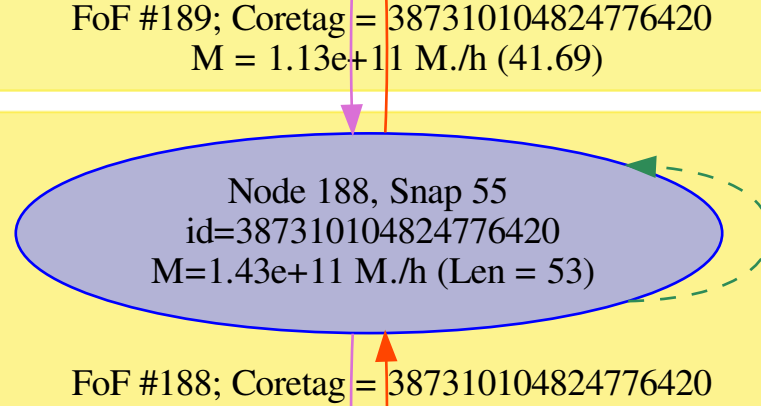 FoF #189; Coretag = 387310104824776420
M = 1.13e+11 M./h (41.69)
Node 188, Snap 55
id=387310104824776420
M=1.43e+11 M./h (Len = 53)
FoF #188; Coretag = 387310104824776420